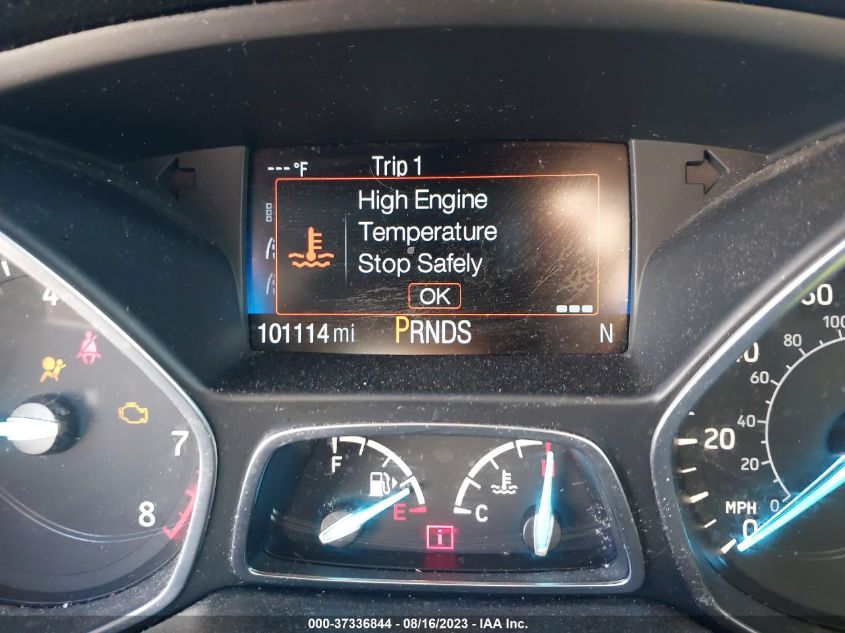 ---°F Trip 1
High Engine
Temperature
Stop Safely
OK
101114 mi PRNDS N
4
7
8
F
E
i
C
H
20
MPH 0
0
20
40
60
80
100
000-37336844 / 08/16/2023 - IAA Inc.